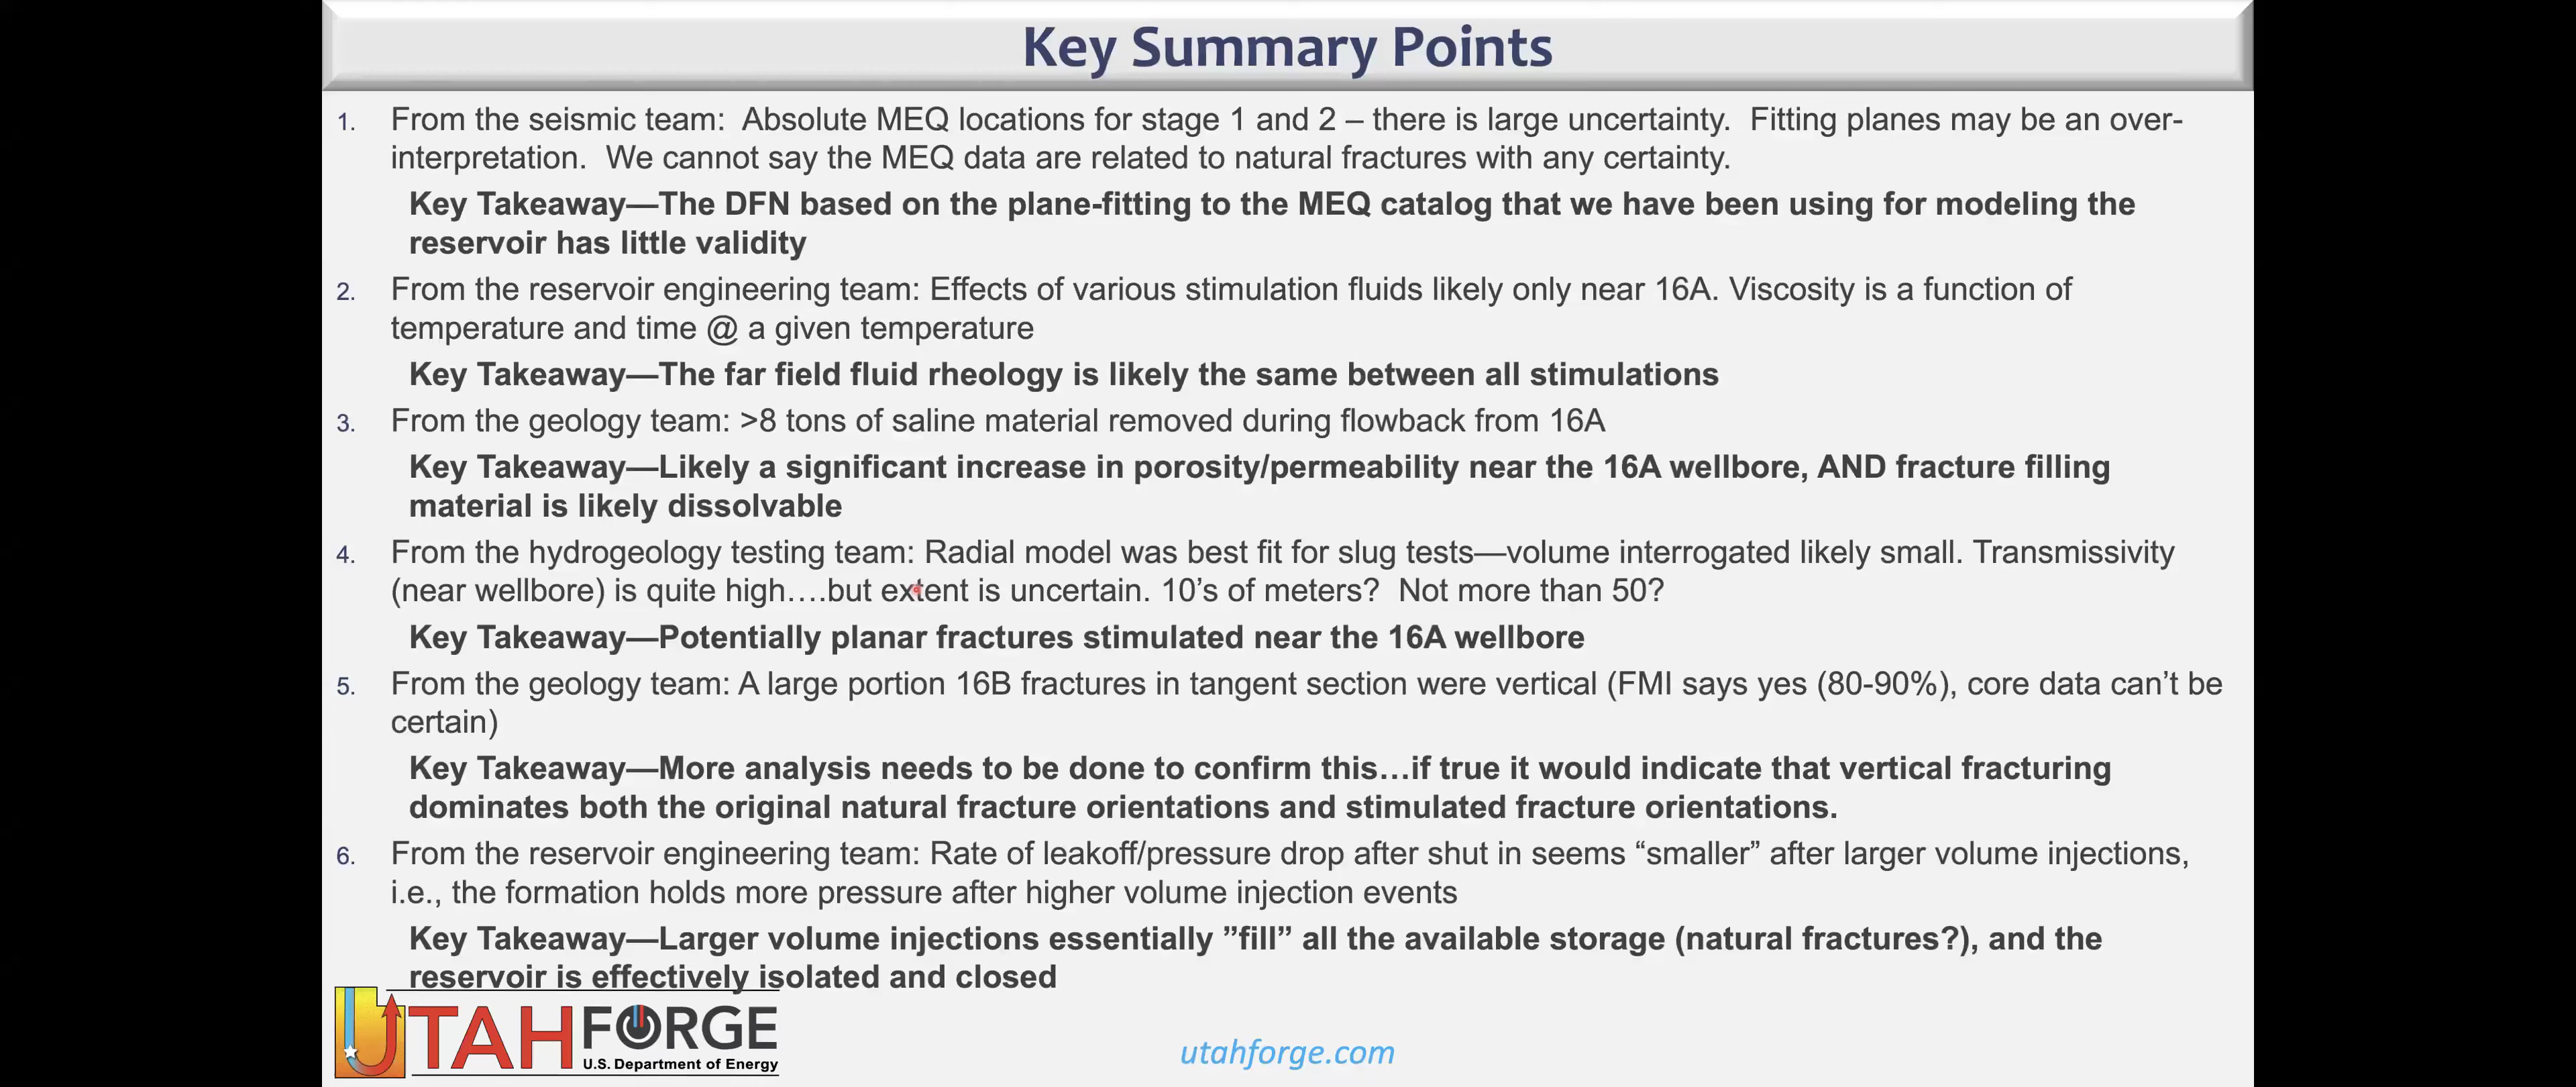 Key Summary Points
1. From the seismic team:  Absolute MEQ locations for stage 1 and 2 – there is large uncertainty.  Fitting planes may be an over-
interpretation.  We cannot say the MEQ data are related to natural fractures with any certainty.
Key Takeaway—The DFN based on the plane-fitting to the MEQ catalog that we have been using for modeling the
reservoir has little validity
2. From the reservoir engineering team: Effects of various stimulation fluids likely only near 16A. Viscosity is a function of
temperature and time @ a given temperature
Key Takeaway—The far field fluid rheology is likely the same between all stimulations
3. From the geology team: >8 tons of saline material removed during flowback from 16A
Key Takeaway—Likely a significant increase in porosity/permeability near the 16A wellbore, AND fracture filling
material is likely dissolvable
4. From the hydrogeology testing team: Radial model was best fit for slug tests—volume interrogated likely small. Transmissivity
(near wellbore) is quite high….but extent is uncertain. 10’s of meters?  Not more than 50?
Key Takeaway—Potentially planar fractures stimulated near the 16A wellbore
5. From the geology team: A large portion 16B fractures in tangent section were vertical (FMI says yes (80-90%), core data can’t be
certain)
Key Takeaway—More analysis needs to be done to confirm this…if true it would indicate that vertical fracturing
dominates both the original natural fracture orientations and stimulated fracture orientations.
6. From the reservoir engineering team: Rate of leakoff/pressure drop after shut in seems “smaller” after larger volume injections,
i.e., the formation holds more pressure after higher volume injection events
Key Takeaway—Larger volume injections essentially ”fill” all the available storage (natural fractures?), and the
reservoir is effectively isolated and closed
UTAH FORGE
U.S. Department of Energy
utahforge.com